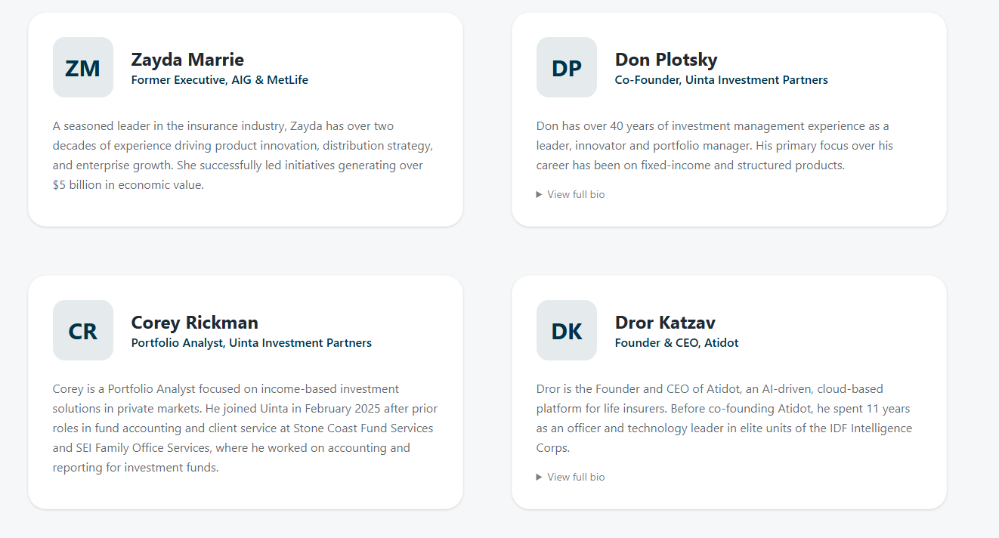 ZM
Zayda Marrie
Former Executive, AIG & MetLife
A seasoned leader in the insurance industry, Zayda has over two
decades of experience driving product innovation, distribution strategy,
and enterprise growth. She successfully led initiatives generating over
$5 billion in economic value.
DP
Don Plotsky
Co-Founder, Uinta Investment Partners
Don has over 40 years of investment management experience as a
leader, innovator and portfolio manager. His primary focus over his
career has been on fixed-income and structured products.
▶ View full bio
CR
Corey Rickman
Portfolio Analyst, Uinta Investment Partners
Corey is a Portfolio Analyst focused on income-based investment
solutions in private markets. He joined Uinta in February 2025 after prior
roles in fund accounting and client service at Stone Coast Fund Services
and SEI Family Office Services, where he worked on accounting and
reporting for investment funds.
DK
Dror Katzav
Founder & CEO, Atidot
Dror is the Founder and CEO of Atidot, an AI-driven, cloud-based
platform for life insurers. Before co-founding Atidot, he spent 11 years
as an officer and technology leader in elite units of the IDF Intelligence
Corps.
▶ View full bio